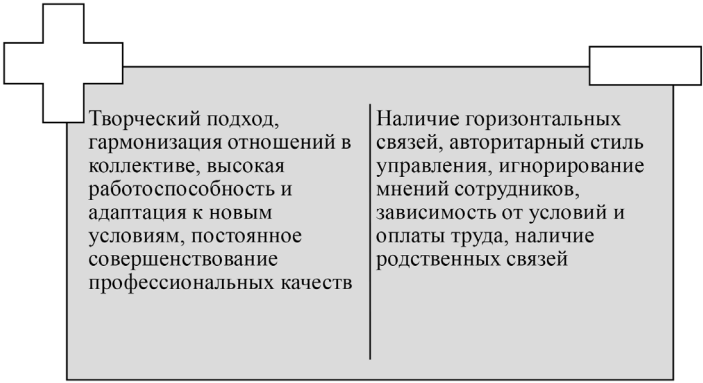 Творческий подход,
гармонизация отношений в
коллективе, высокая
работоспособность и
адаптация к новым
условиям, постоянное
совершенствование
профессиональных качеств
Наличие горизонтальных
связей, авторитарный стиль
управления, игнорирование
мнений сотрудников,
зависимость от условий и
оплаты труда, наличие
родственных связей